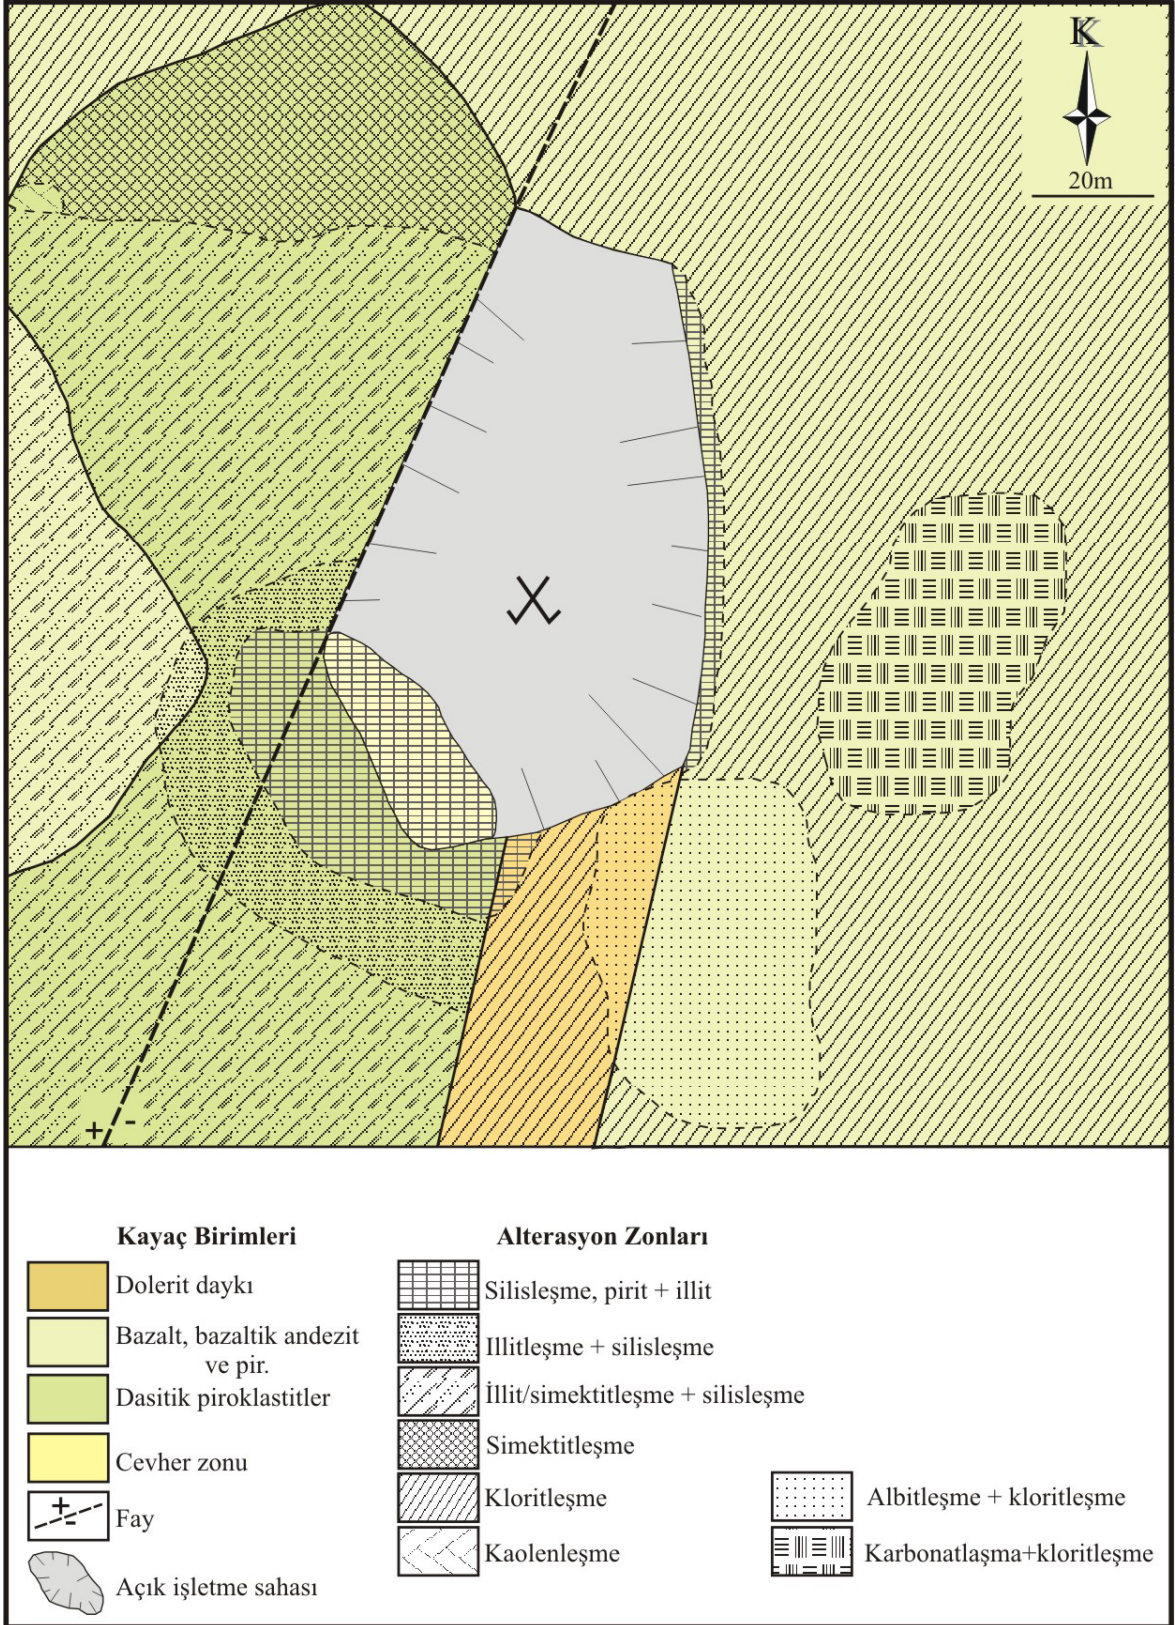 K
20m
+ -
Kayaç Birimleri
Dolerit daykı
Bazalt, bazaltik andezit
ve pir.
Dasitik piroklastitler
Cevher zonu
+
-
Fay
Açık işletme sahası
Alterasyon Zonları
Silisleşme, pirit + illit
Illitleşme + silisleşme
İllit/simektitleşme + silisleşme
Simektitleşme
Kloritleşme
Kaolenleşme
Albitleşme + kloritleşme
Karbonatlaşma+kloritleşme